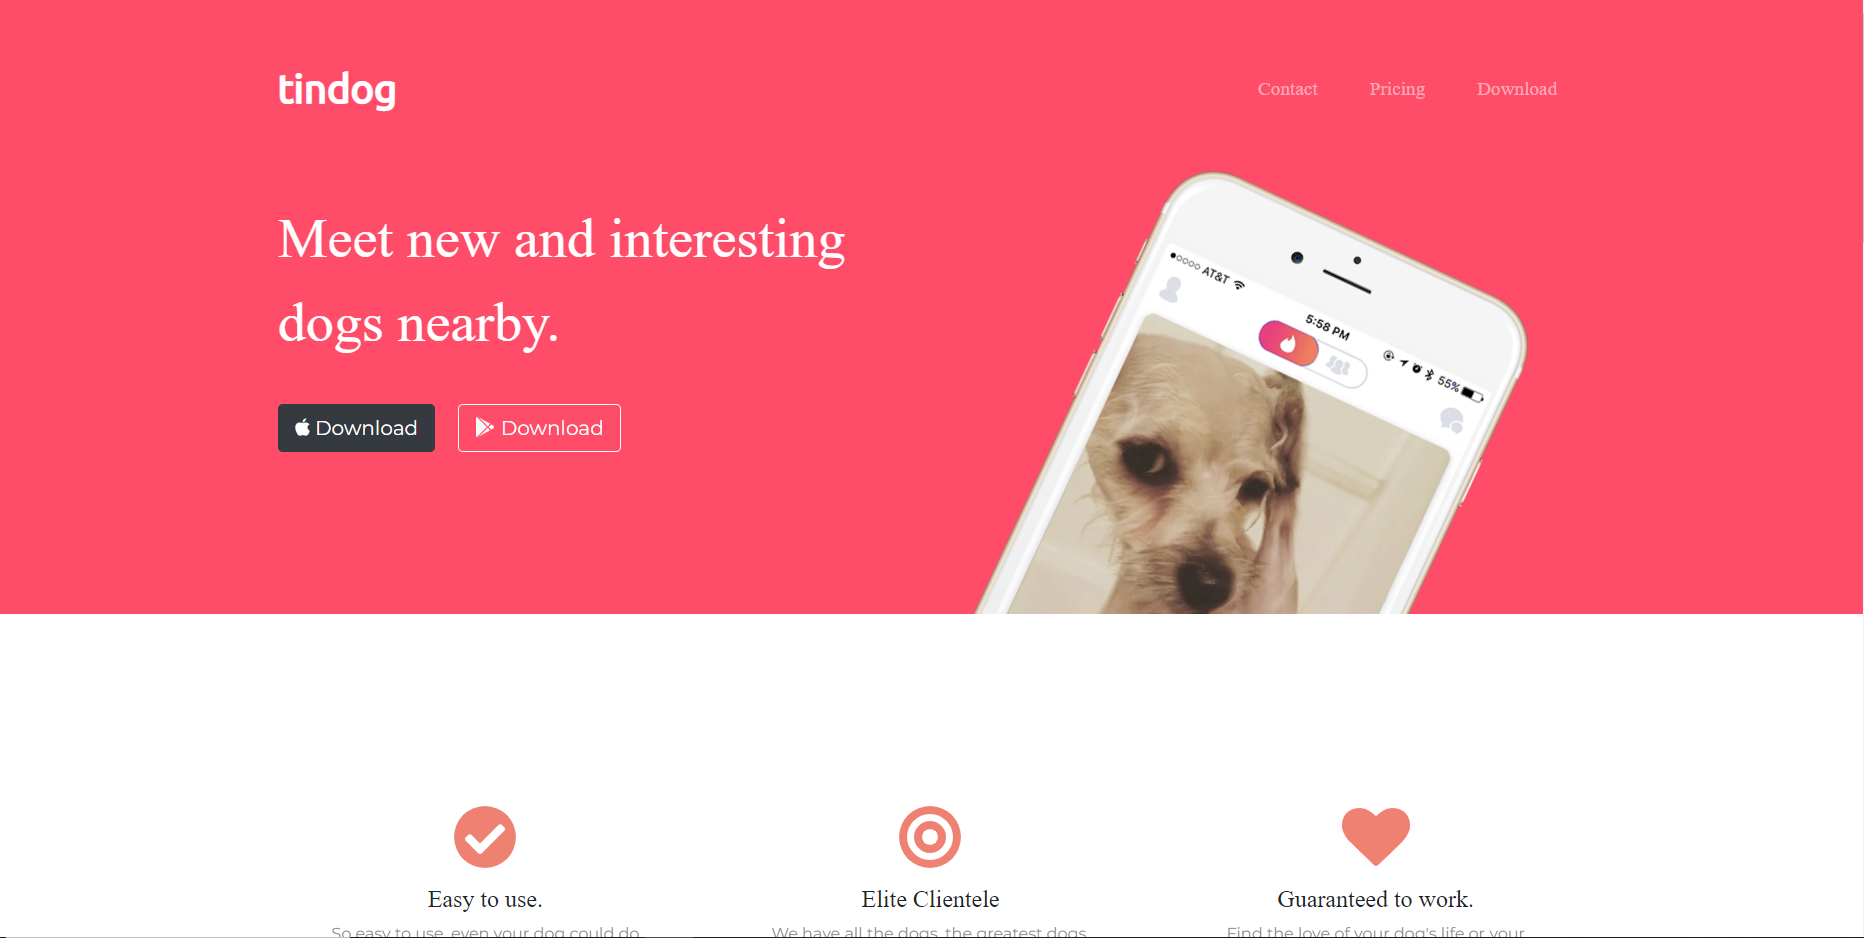 tindog
Contact Pricing Download
Meet new and interesting
dogs nearby.
Download Download
AT&T
5:58 PM
55%
Easy to use. Elite Clientele Guaranteed to work.
So easy to use, even your dog could do We have all the dogs, the greatest dogs Find the love of your dog's life or your